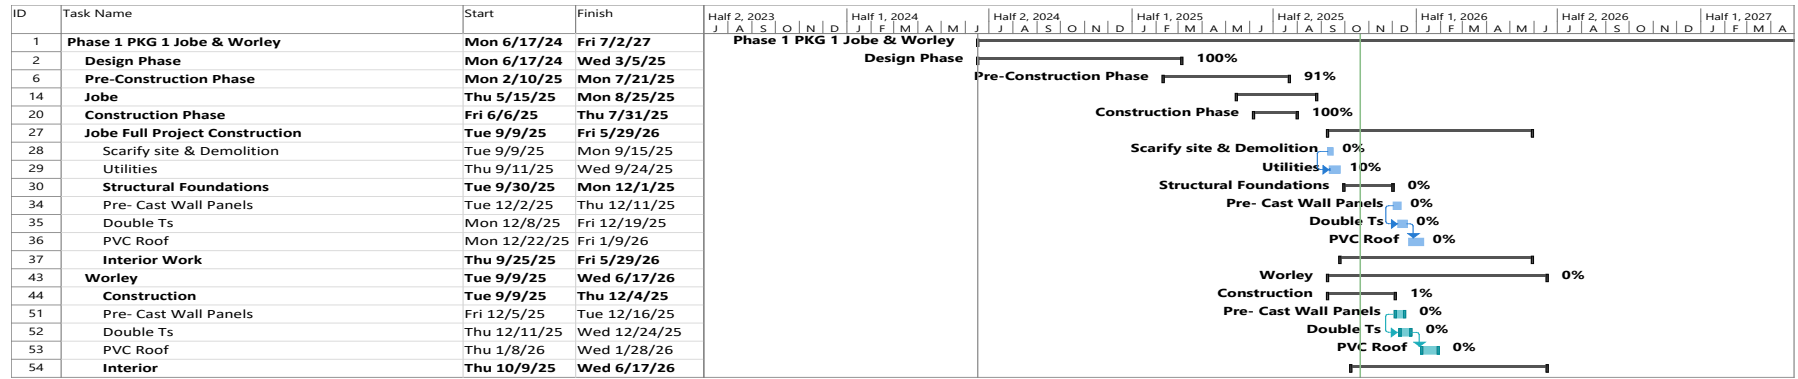 ID Task Name Start Finish Half 2, 2023 Half 1, 2024 Half 2, 2024 Half 1, 2025 Half 2, 2025 Half 1, 2026 Half 2, 2026 Half 1, 2027
J A S O N D J F M A M J J A S O N D J F M A M J J A S O N D J F M A M J J A S O N D J F M A
1 Phase 1 PKG 1 Jobe & Worley Mon 6/17/24 Fri 7/2/27 Phase 1 PKG 1 Jobe & Worley
2 Design Phase Mon 6/17/24 Wed 3/5/25 Design Phase 100%
6 Pre-Construction Phase Mon 2/10/25 Mon 7/21/25 Pre-Construction Phase 91%
14 Jobe Thu 5/15/25 Mon 8/25/25
20 Construction Phase Fri 6/6/25 Thu 7/31/25 Construction Phase 100%
27 Jobe Full Project Construction Tue 9/9/25 Fri 5/29/26
28 Scarify site & Demolition Tue 9/9/25 Mon 9/15/25 Scarify site & Demolition 0%
29 Utilities Thu 9/11/25 Wed 9/24/25 Utilities 10%
30 Structural Foundations Tue 9/30/25 Mon 12/1/25 Structural Foundations 0%
34 Pre- Cast Wall Panels Tue 12/2/25 Thu 12/11/25 Pre- Cast Wall Panels 0%
35 Double Ts Mon 12/8/25 Fri 12/19/25 Double Ts 0%
36 PVC Roof Mon 12/22/25 Fri 1/9/26 PVC Roof 0%
37 Interior Work Thu 9/25/25 Fri 5/29/26
43 Worley Tue 9/9/25 Wed 6/17/26 Worley 0%
44 Construction Tue 9/9/25 Thu 12/4/25 Construction 1%
51 Pre- Cast Wall Panels Fri 12/5/25 Tue 12/16/25 Pre- Cast Wall Panels 0%
52 Double Ts Thu 12/11/25 Wed 12/24/25 Double Ts 0%
53 PVC Roof Thu 1/8/26 Wed 1/28/26 PVC Roof 0%
54 Interior Thu 10/9/25 Wed 6/17/26